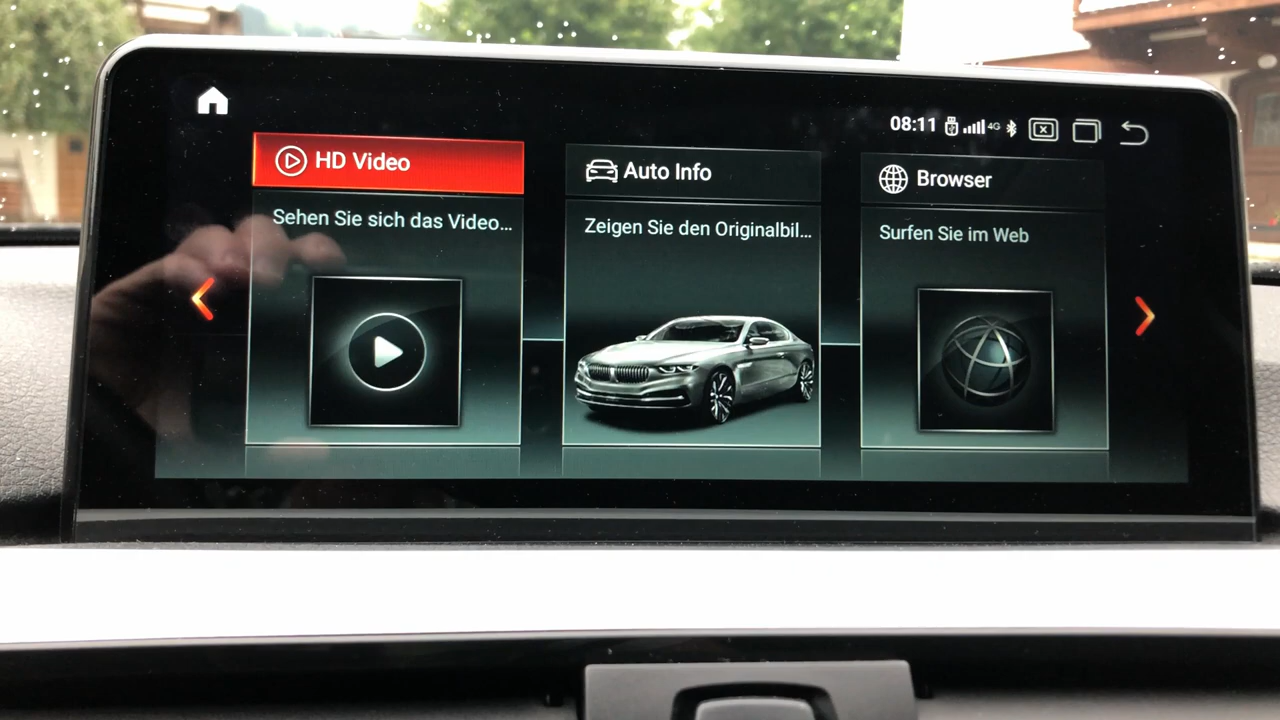 08:11 4G
HD Video
Auto Info
Browser
Sehen Sie sich das Video...
Zeigen Sie den Originalbil...
Surfen Sie im Web